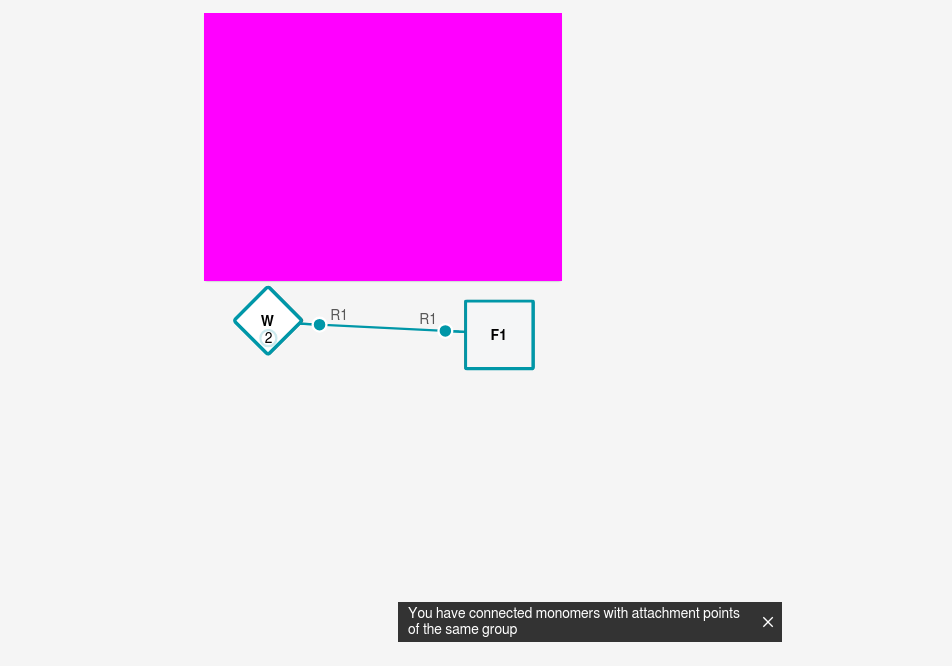 R1
R1
W
2
F1
You have connected monomers with attachment points
of the same group